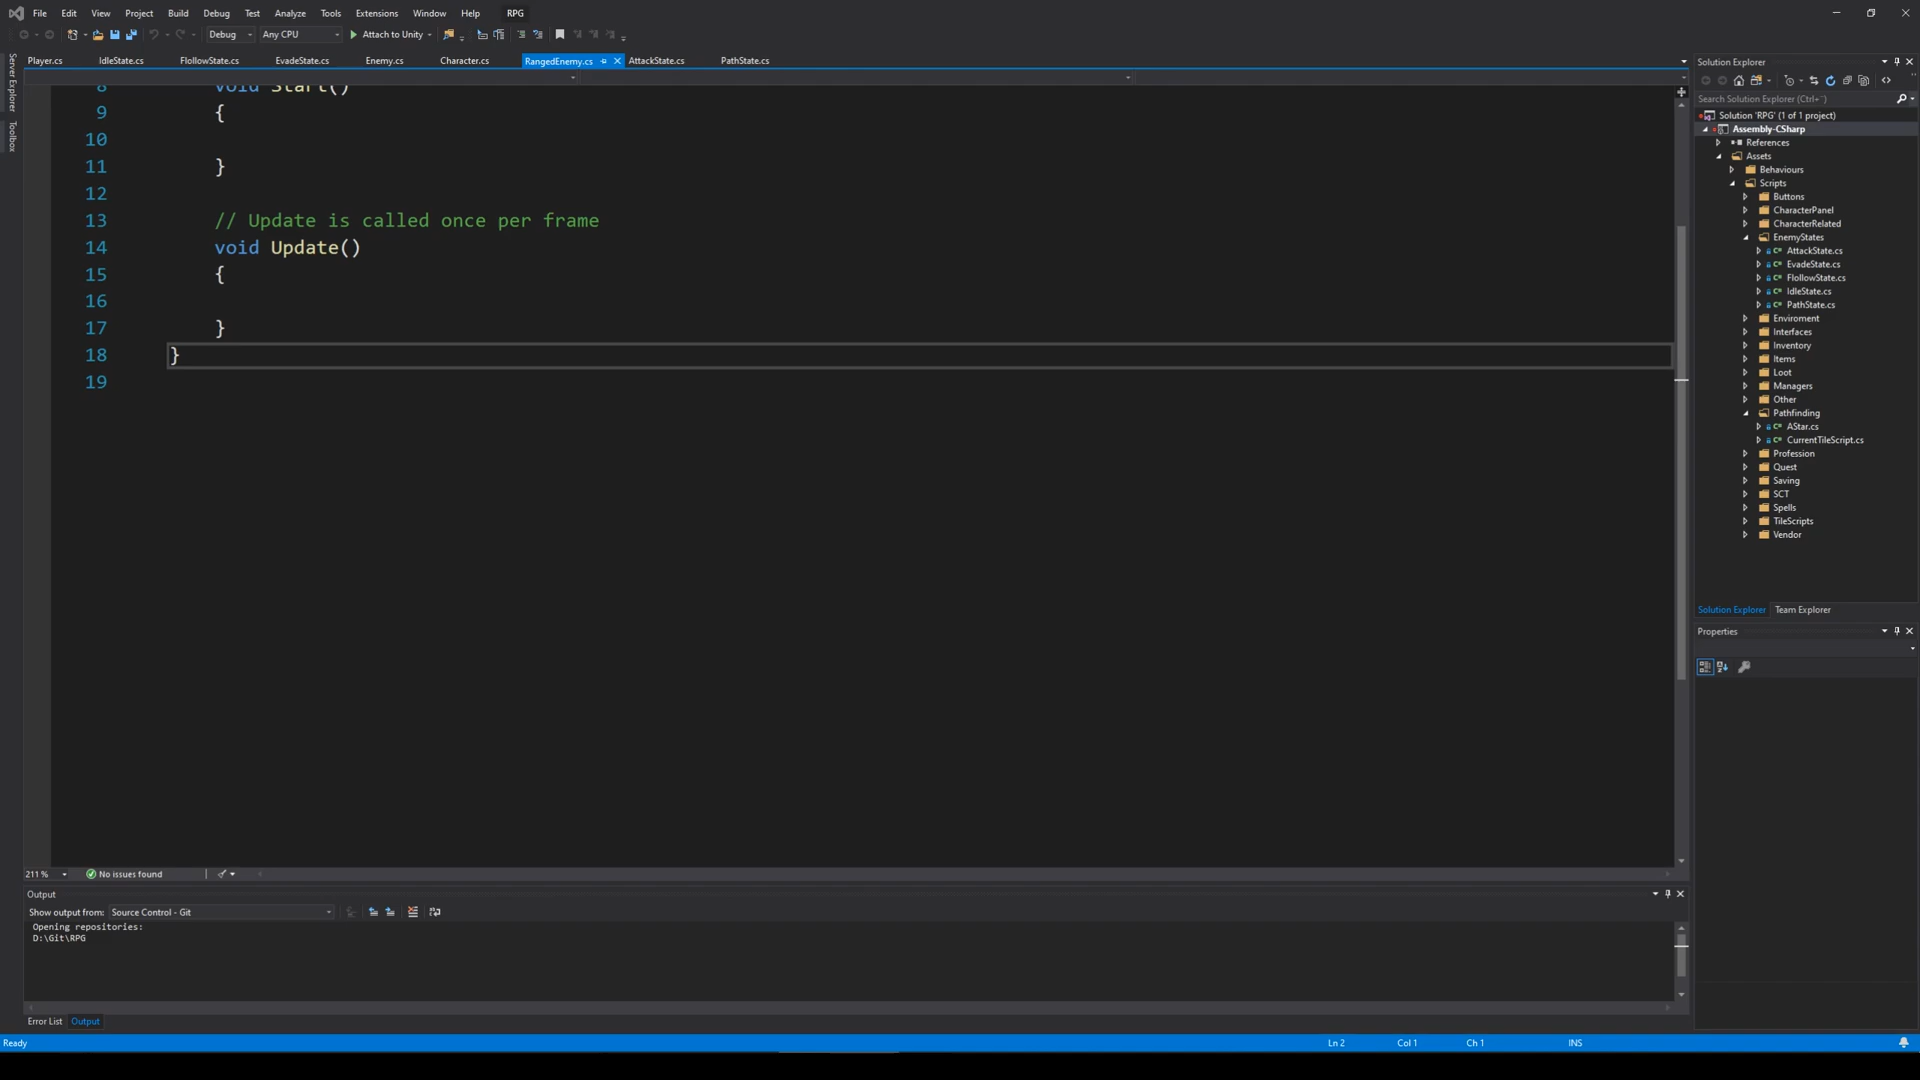 File Edit View Project Build Debug Test Analyze Tools Extensions Window Help RPG
Debug Any CPU Attach to Unity
Player.cs IdleState.cs FlollowState.cs EvadeState.cs Enemy.cs Character.cs RangedEnemy.cs AttackState.cs PathState.cs
Server Explorer
Toolbox
8 void Start()
9 {
10
11 }
12
13 // Update is called once per frame
14 void Update()
15 {
16
17 }
18 }
19
211 % No issues found
Output
Show output from: Source Control - Git
Opening repositories:
D:\Git\RPG
Error List Output
Solution Explorer
Search Solution Explorer (Ctrl+¨)
Solution 'RPG' (1 of 1 project)
Assembly-CSharp
References
Assets
Behaviours
Scripts
Buttons
CharacterPanel
CharacterRelated
EnemyStates
AttackState.cs
EvadeState.cs
FlollowState.cs
IdleState.cs
PathState.cs
Enviroment
Interfaces
Inventory
Items
Loot
Managers
Other
Pathfinding
AStar.cs
CurrentTileScript.cs
Profession
Quest
Saving
SCT
Spells
TileScripts
Vendor
Solution Explorer Team Explorer
Properties
Ready Ln 2 Col 1 Ch 1 INS